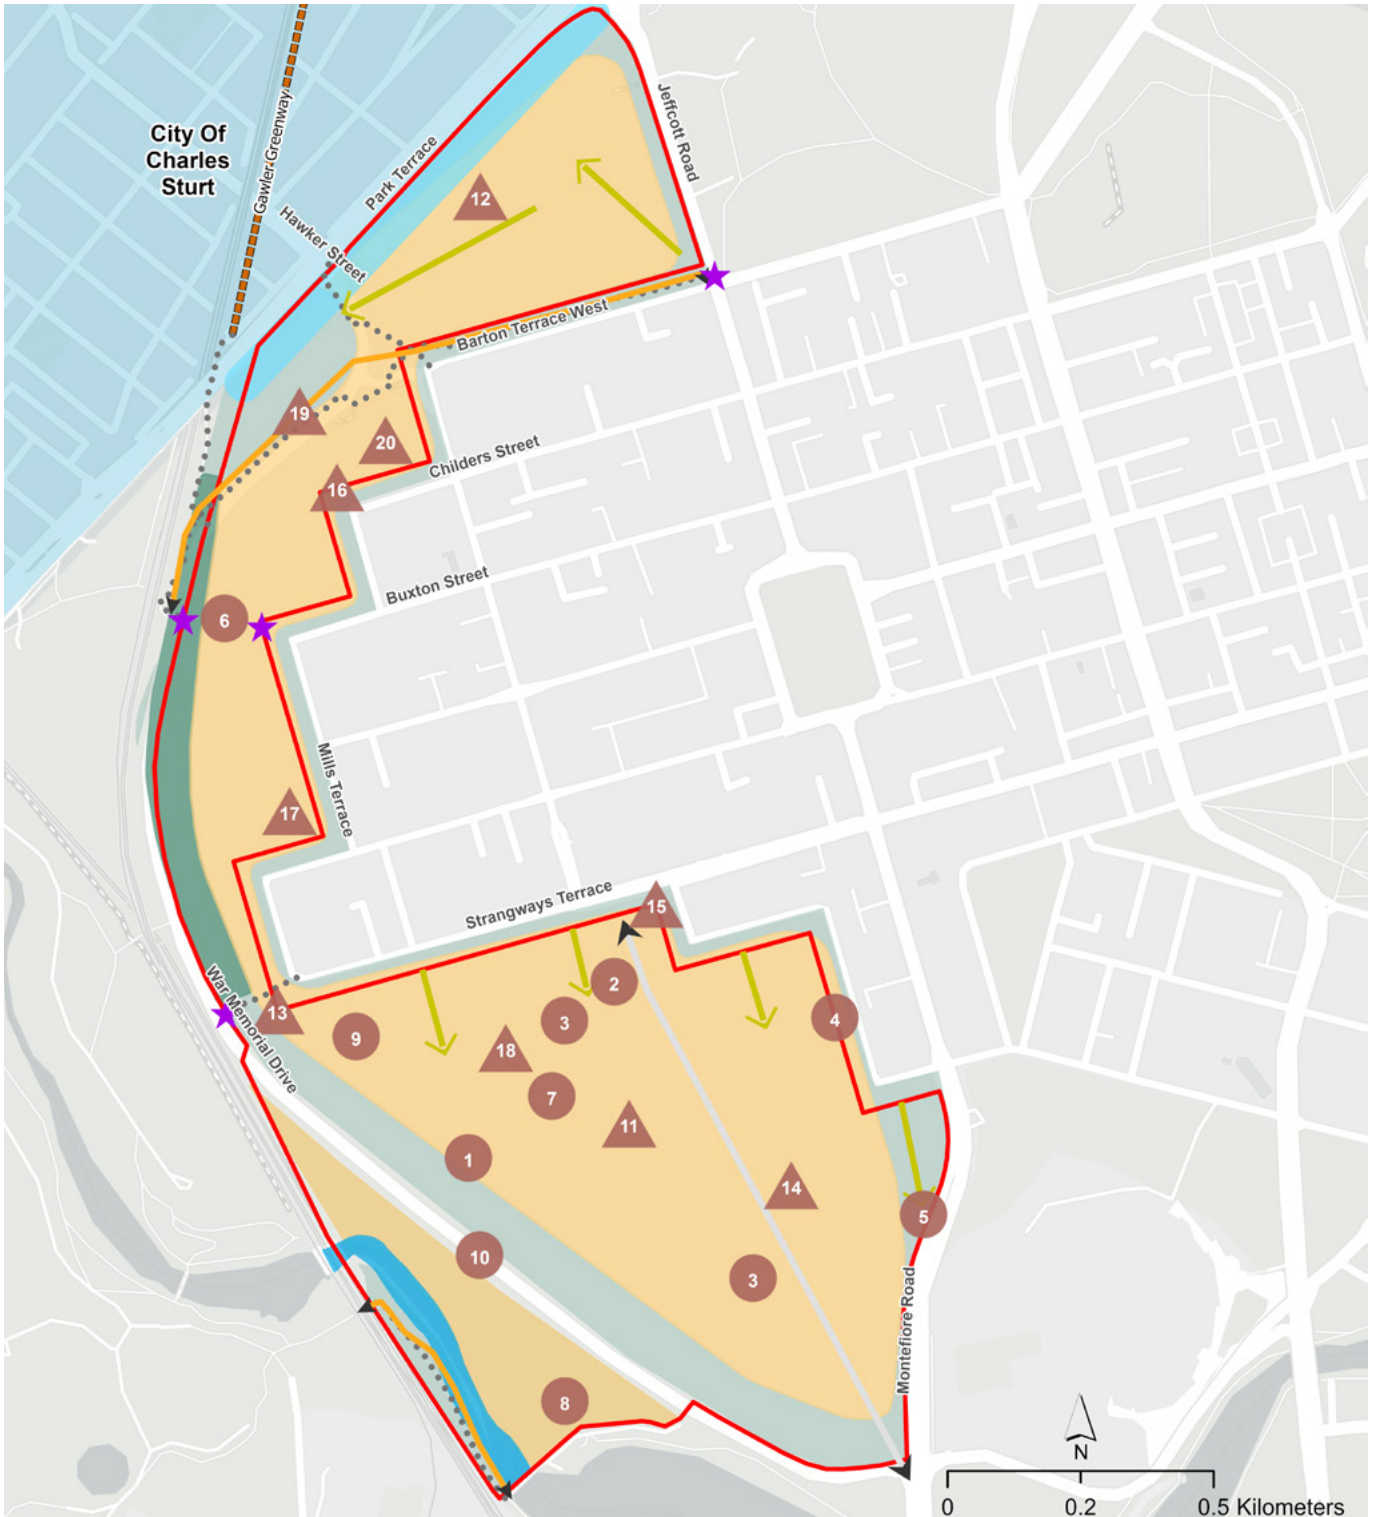 City Of
Charles
Sturt
Gawler Greenway
Park Terrace
Jeffcott Road
Hawker Street
12
Barton Terrace West
19
20
Childers Street
16
Buxton Street
6
Mills Terrace
17
Strangways Terrace
15
War Memorial Drive
13
9
2
3
4
18
7
11
1
14
5
10
3
Montefiore Road
8
N
0
0.2
0.5 Kilometers